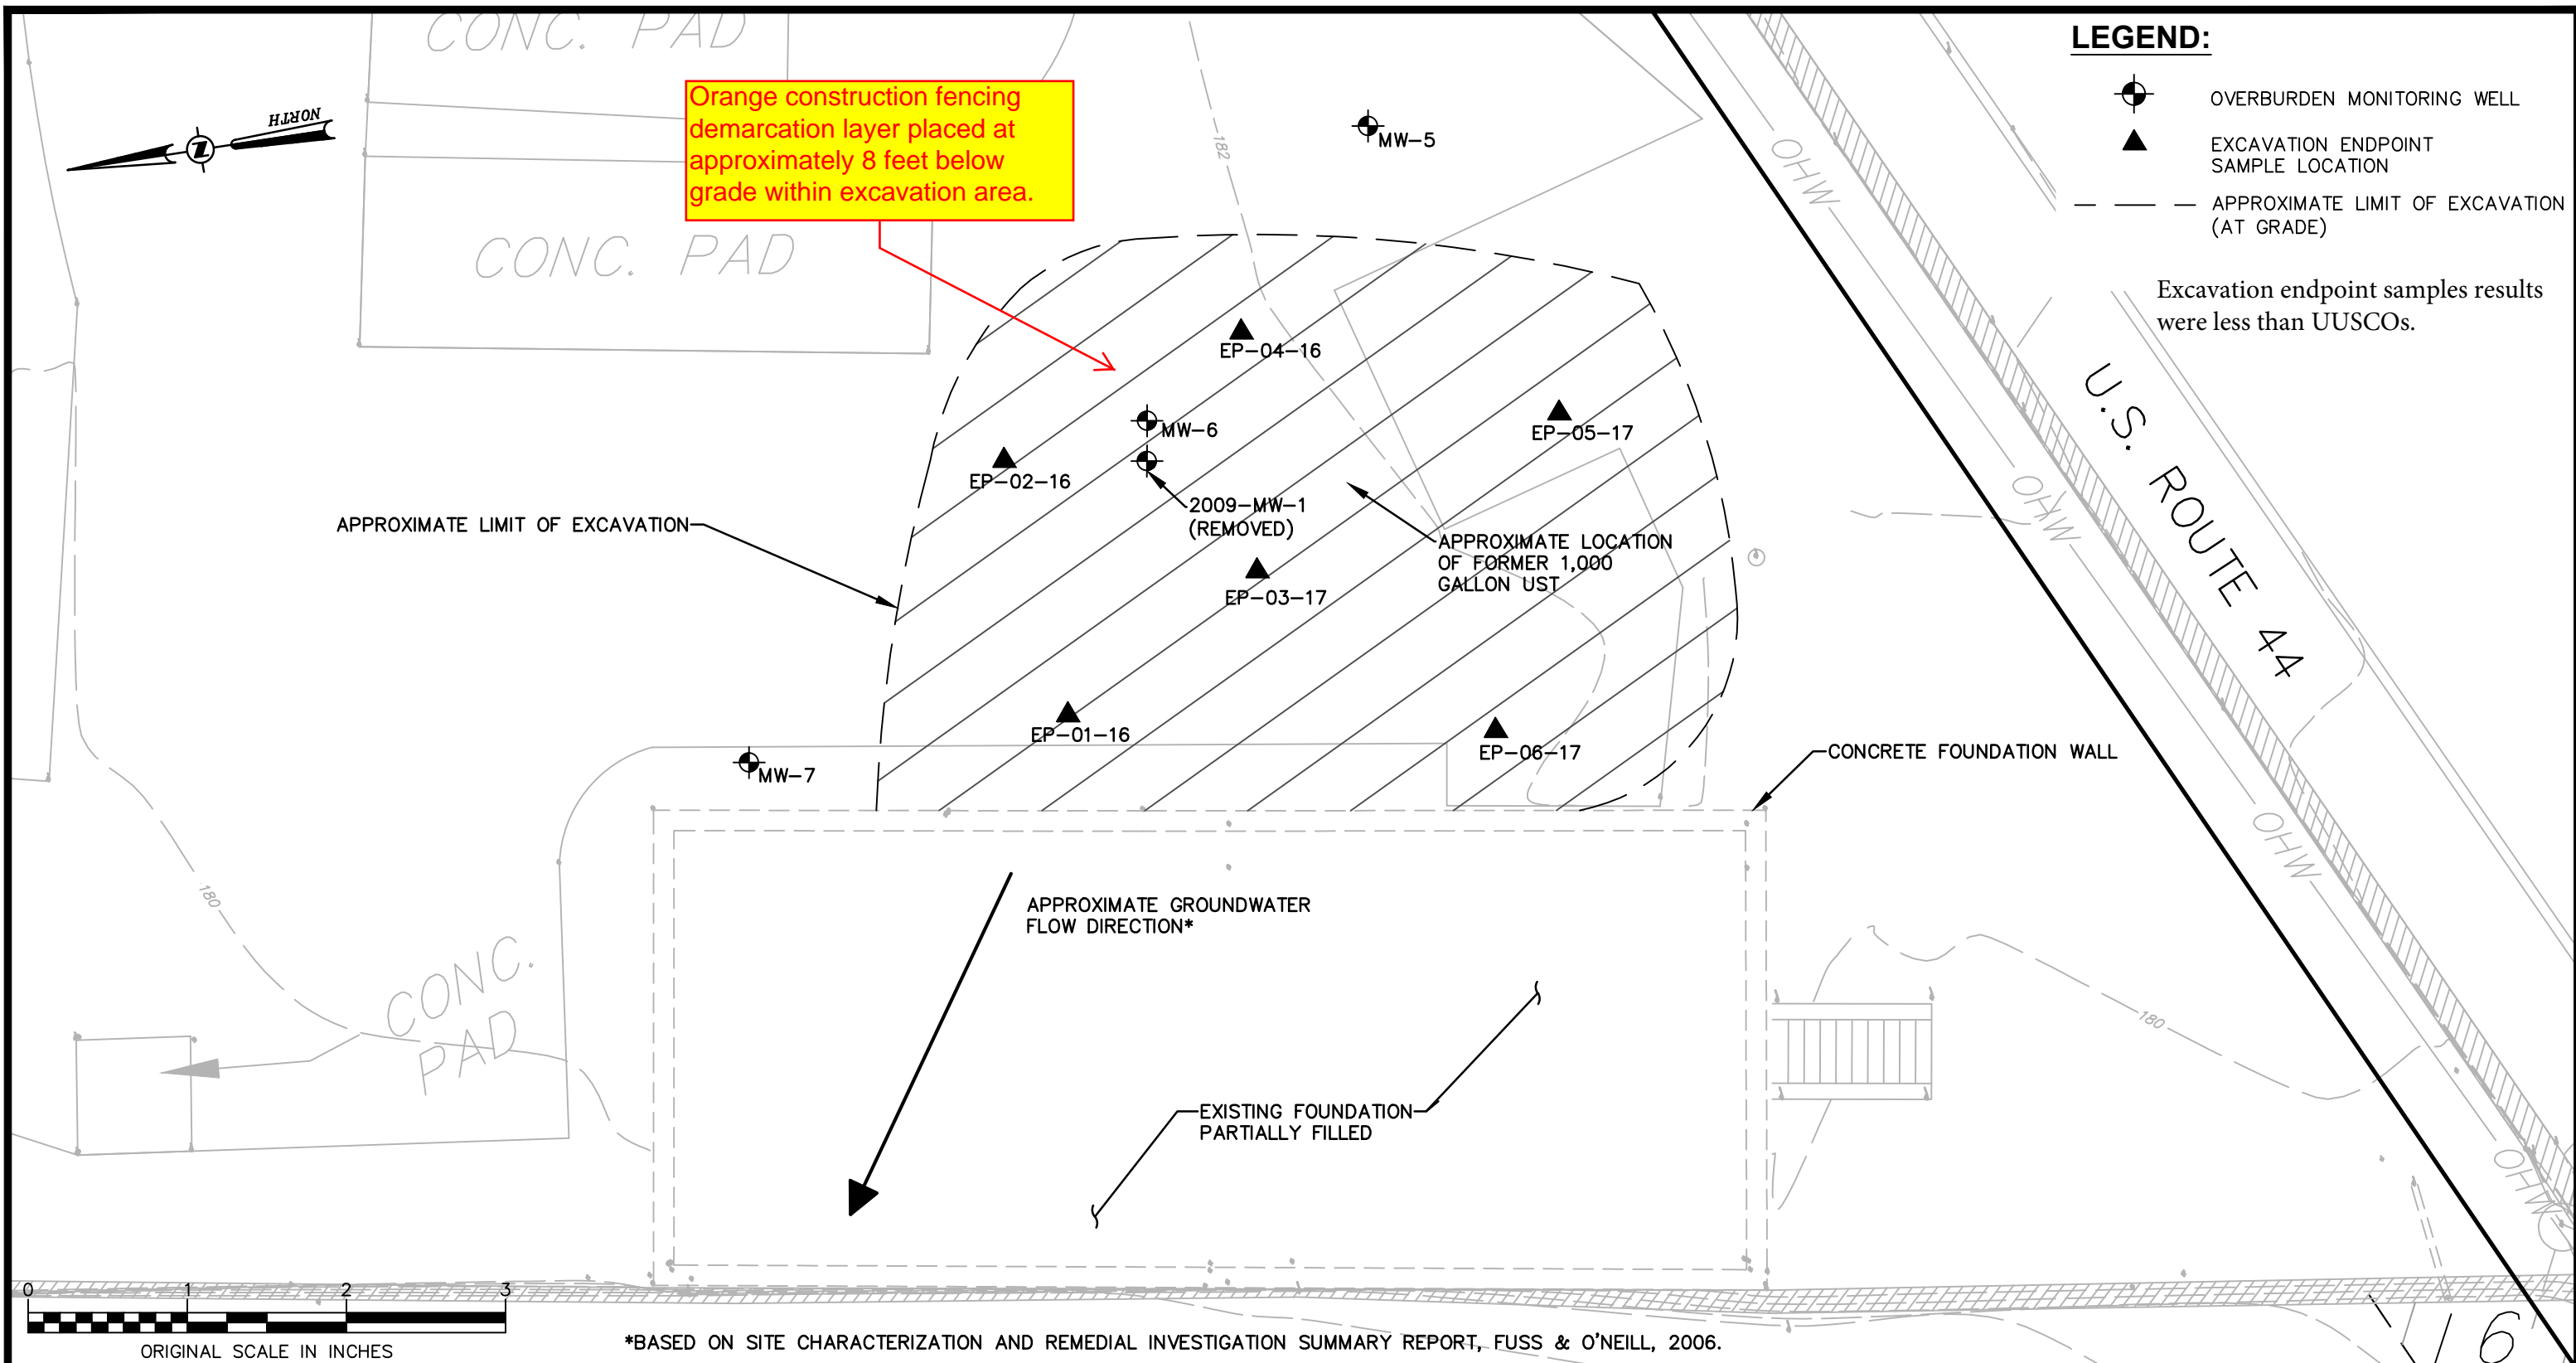 CONC. PAD
LEGEND:
NORTH
Z
Orange construction fencing
demarcation layer placed at
approximately 8 feet below
grade within excavation area.
OVERBURDEN MONITORING WELL
MW-5
182
OHW
EXCAVATION ENDPOINT
SAMPLE LOCATION
APPROXIMATE LIMIT OF EXCAVATION
(AT GRADE)
CONC. PAD
Excavation endpoint samples results
were less than UUSCOs.
EP-04-16
U.S. ROUTE 44
MW-6
EP-05-17
EP-02-16
2009-MW-1
(REMOVED)
APPROXIMATE LIMIT OF EXCAVATION
OHW
APPROXIMATE LOCATION
OF FORMER 1,000
GALLON UST
EP-03-17
EP-01-16
EP-06-17
CONCRETE FOUNDATION WALL
MW-7
OHW
180
APPROXIMATE GROUNDWATER
FLOW DIRECTION*
CONC.
PAD
180
EXISTING FOUNDATION
PARTIALLY FILLED
OHW
0 1 2 3
ORIGINAL SCALE IN INCHES
*BASED ON SITE CHARACTERIZATION AND REMEDIAL INVESTIGATION SUMMARY REPORT, FUSS & O'NEILL, 2006.